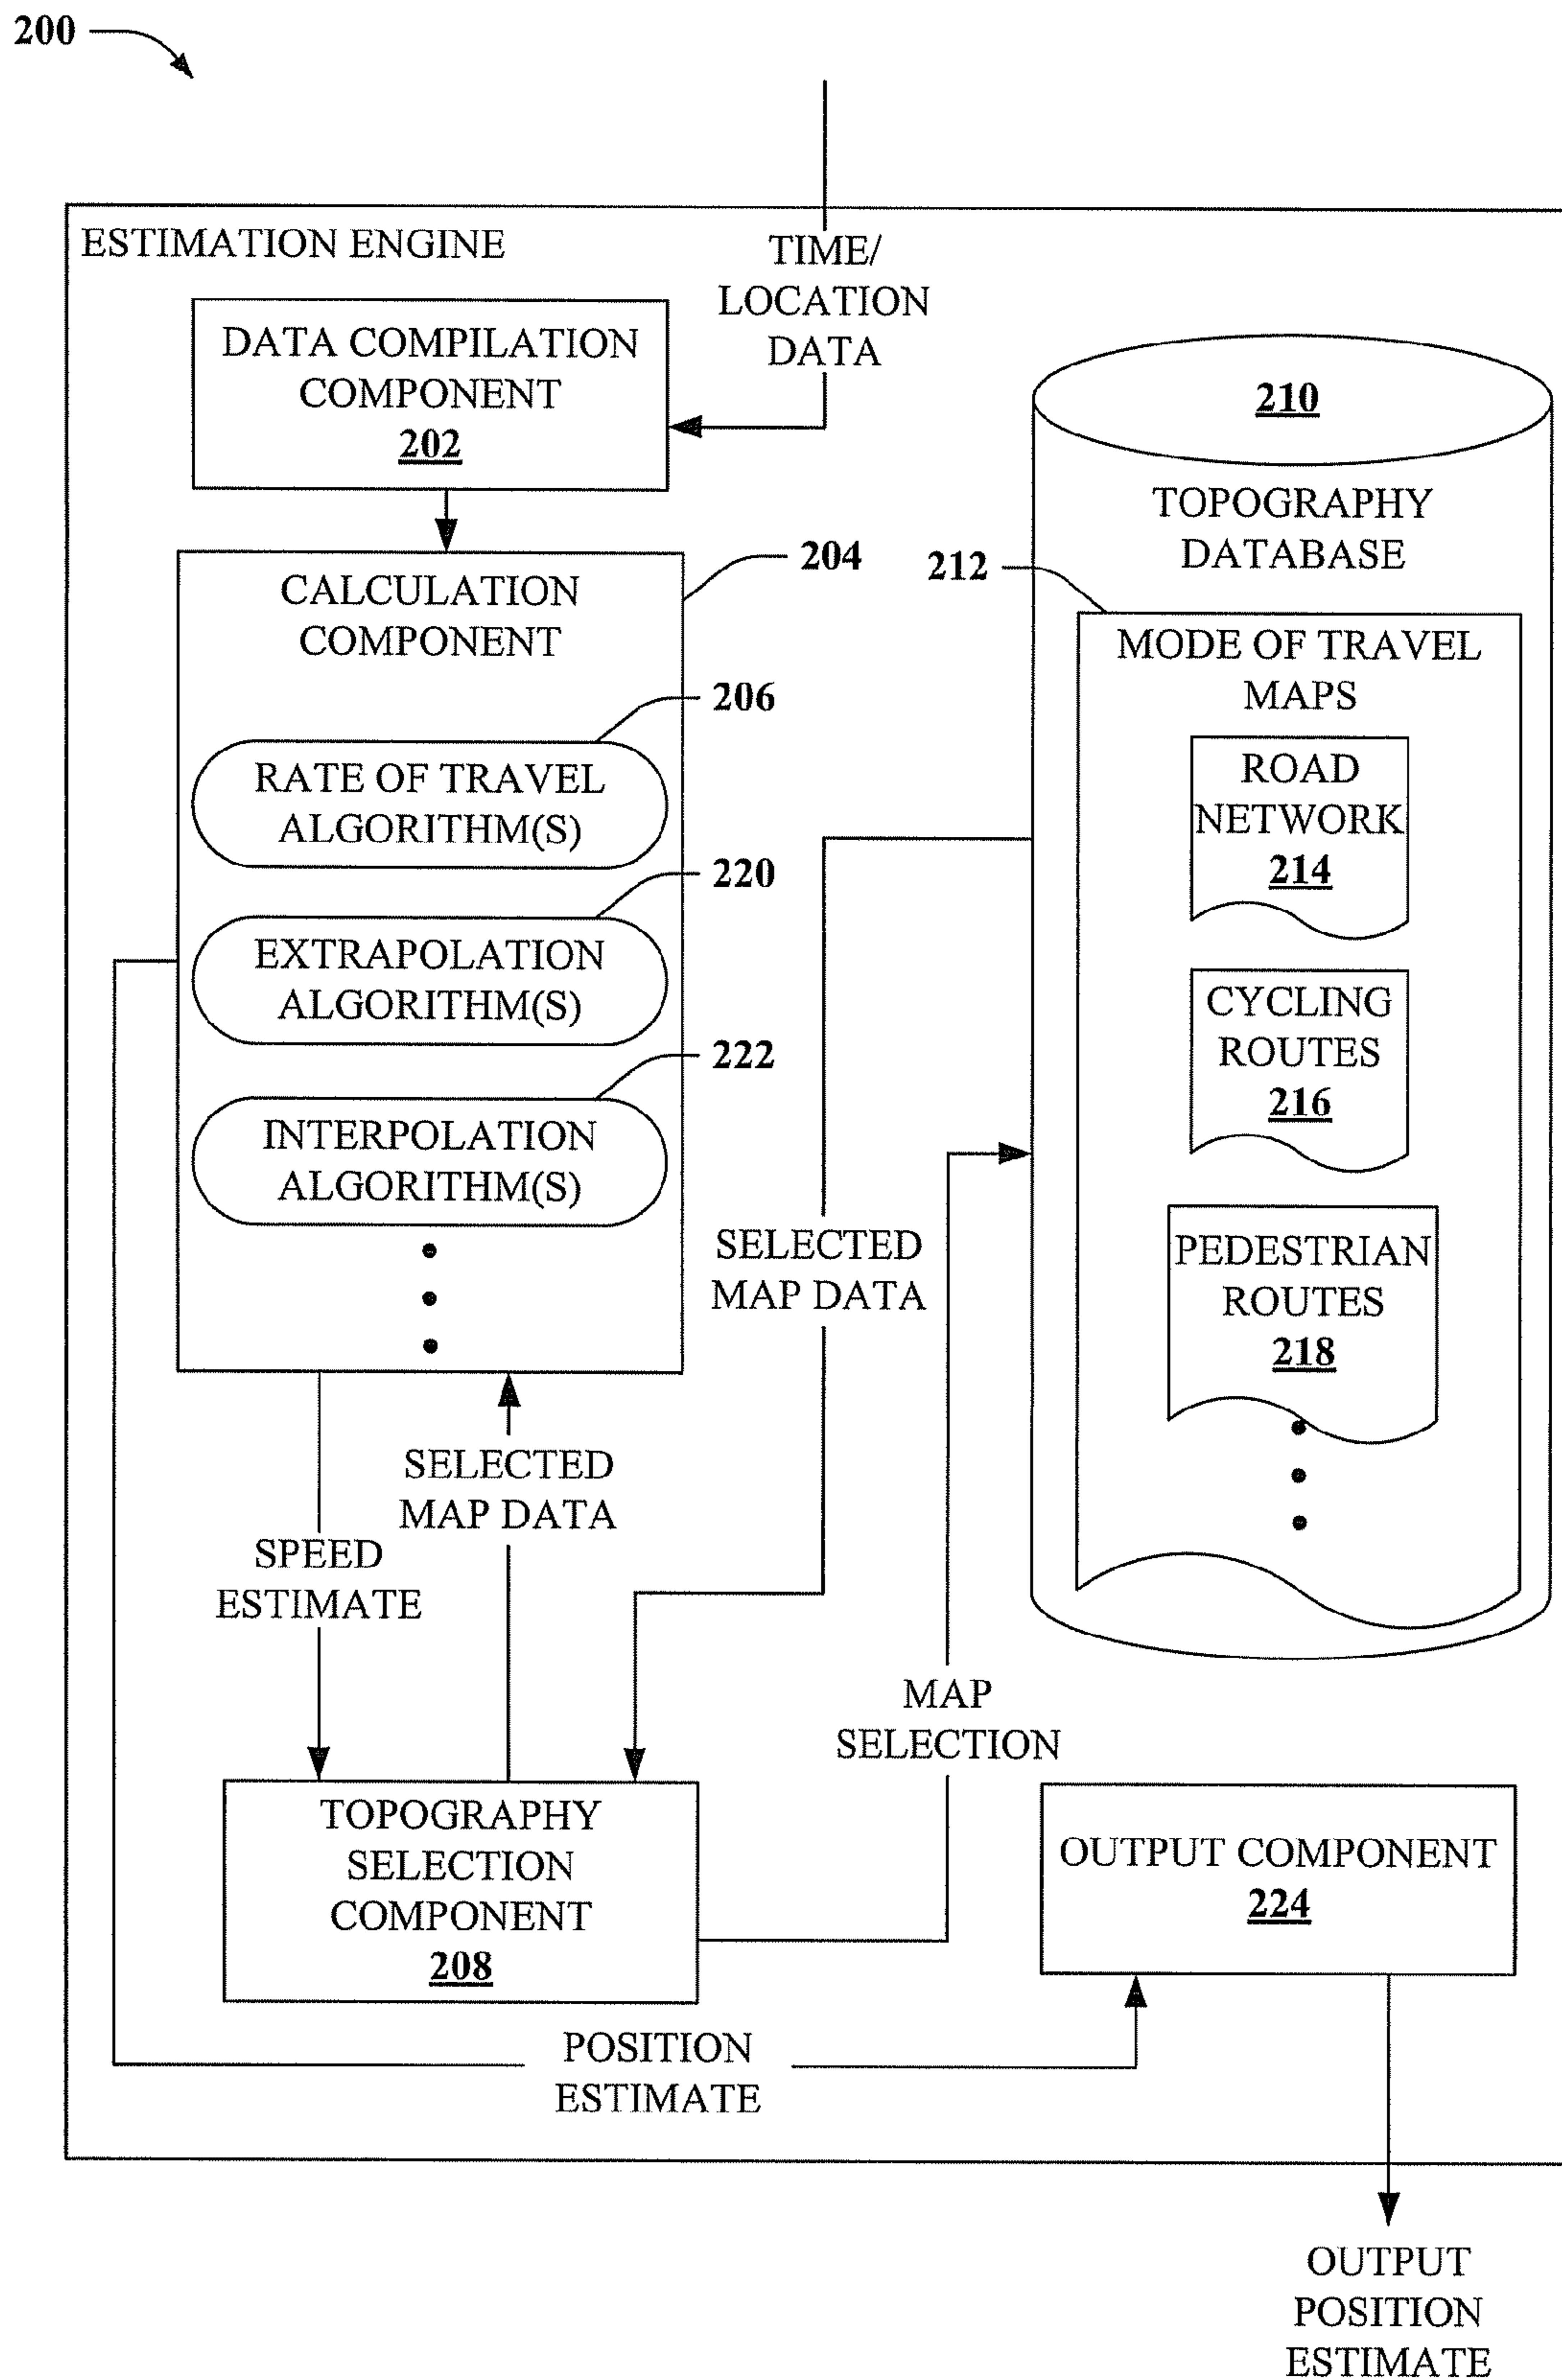 200
ESTIMATION ENGINE
TIME/
LOCATION
DATA
DATA COMPILATION
COMPONENT
202
CALCULATION
COMPONENT
204
206
RATE OF TRAVEL
ALGORITHM(S)
220
EXTRAPOLATION
ALGORITHM(S)
222
INTERPOLATION
ALGORITHM(S)
210
TOPOGRAPHY
DATABASE
212
MODE OF TRAVEL
MAPS
ROAD
NETWORK
214
CYCLING
ROUTES
216
PEDESTRIAN
ROUTES
218
SELECTED
MAP DATA
SELECTED
MAP DATA
SPEED
ESTIMATE
MAP
SELECTION
TOPOGRAPHY
SELECTION
COMPONENT
208
OUTPUT COMPONENT
224
POSITION
ESTIMATE
OUTPUT
POSITION
ESTIMATE